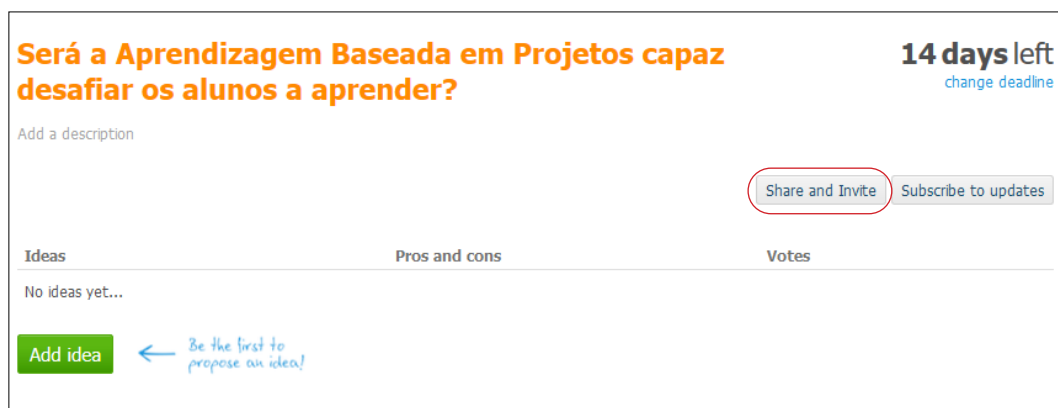 Será a Aprendizagem Baseada em Projetos capaz
desafiar os alunos a aprender?
14 days left
change deadline
Add a description
Share and Invite
Subscribe to updates
Ideas
Pros and cons
Votes
No ideas yet...
Add idea
Be the first to
propose an idea!